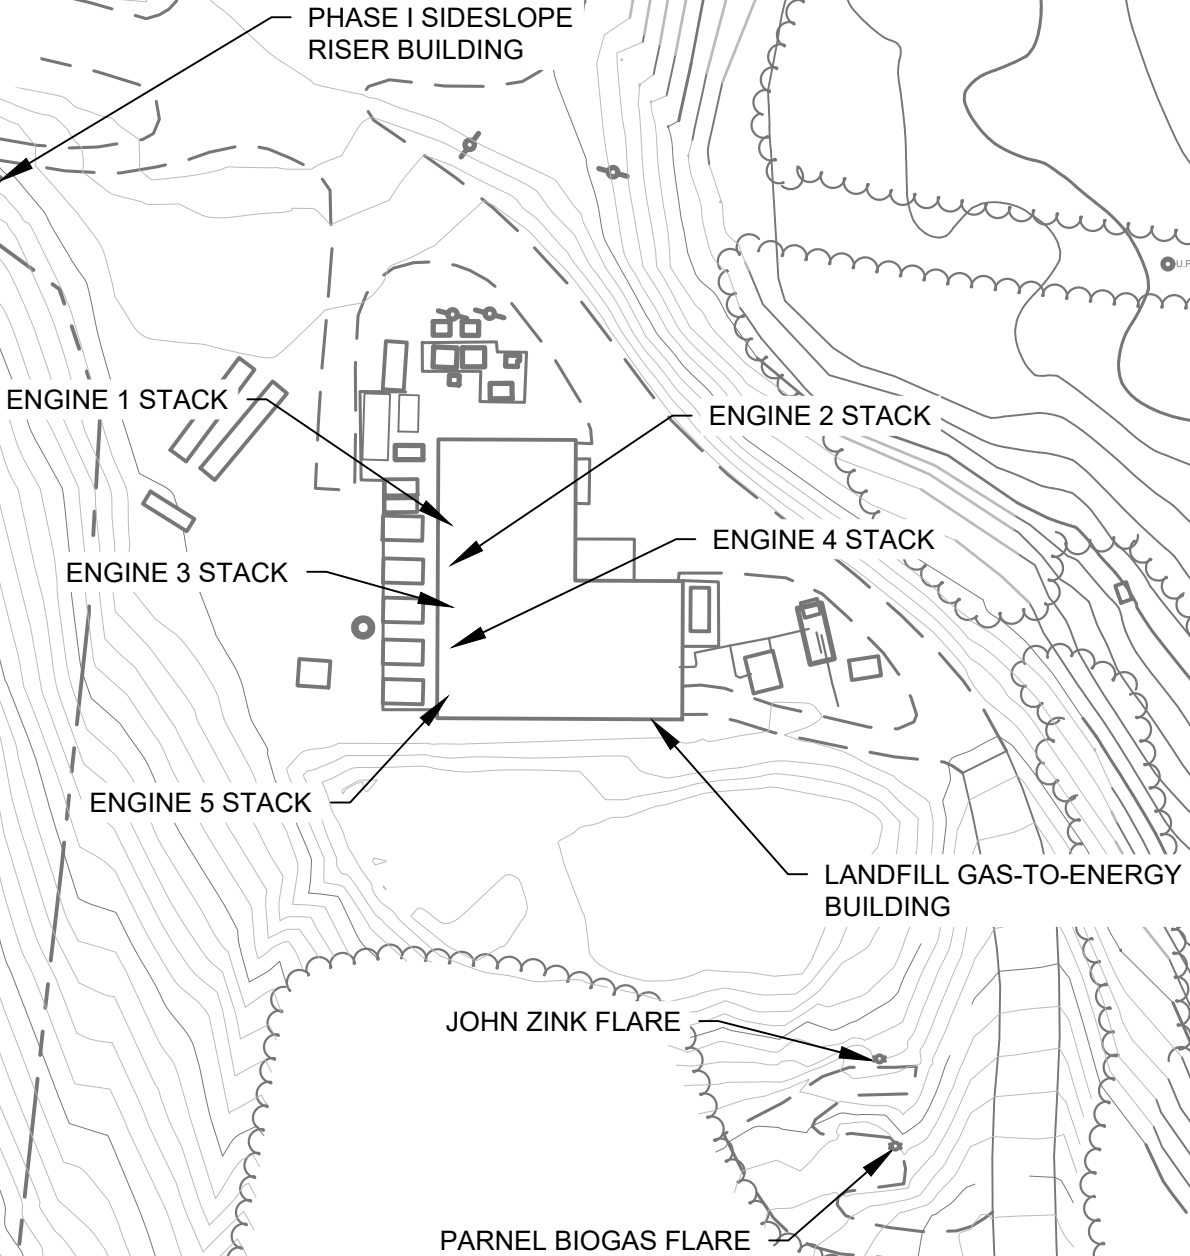 PHASE I SIDESLOPE
RISER BUILDING
ENGINE 1 STACK
ENGINE 2 STACK
ENGINE 4 STACK
ENGINE 3 STACK
ENGINE 5 STACK
LANDFILL GAS-TO-ENERGY
BUILDING
JOHN ZINK FLARE
PARNEL BIOGAS FLARE